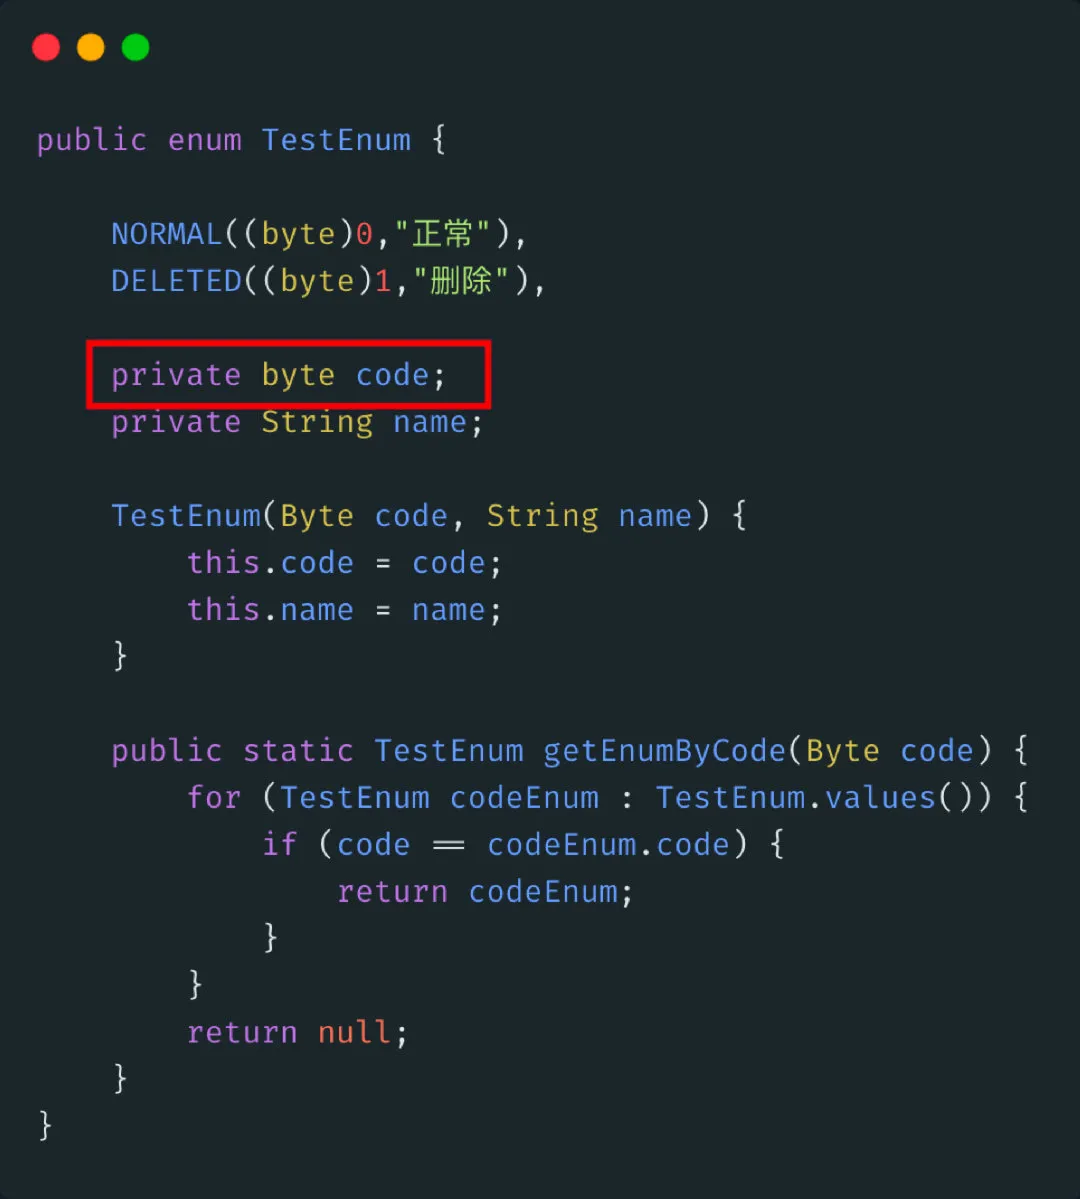 public enum TestEnum {
NORMAL((byte)0,"正常"),
DELETED((byte)1,"删除"),
private byte code;
private String name;
TestEnum(Byte code, String name) {
this.code = code;
this.name = name;
}
public static TestEnum getEnumByCode(Byte code) {
for (TestEnum codeEnum : TestEnum.values()) {
if (code == codeEnum.code) {
return codeEnum;
}
}
return null;
}
}